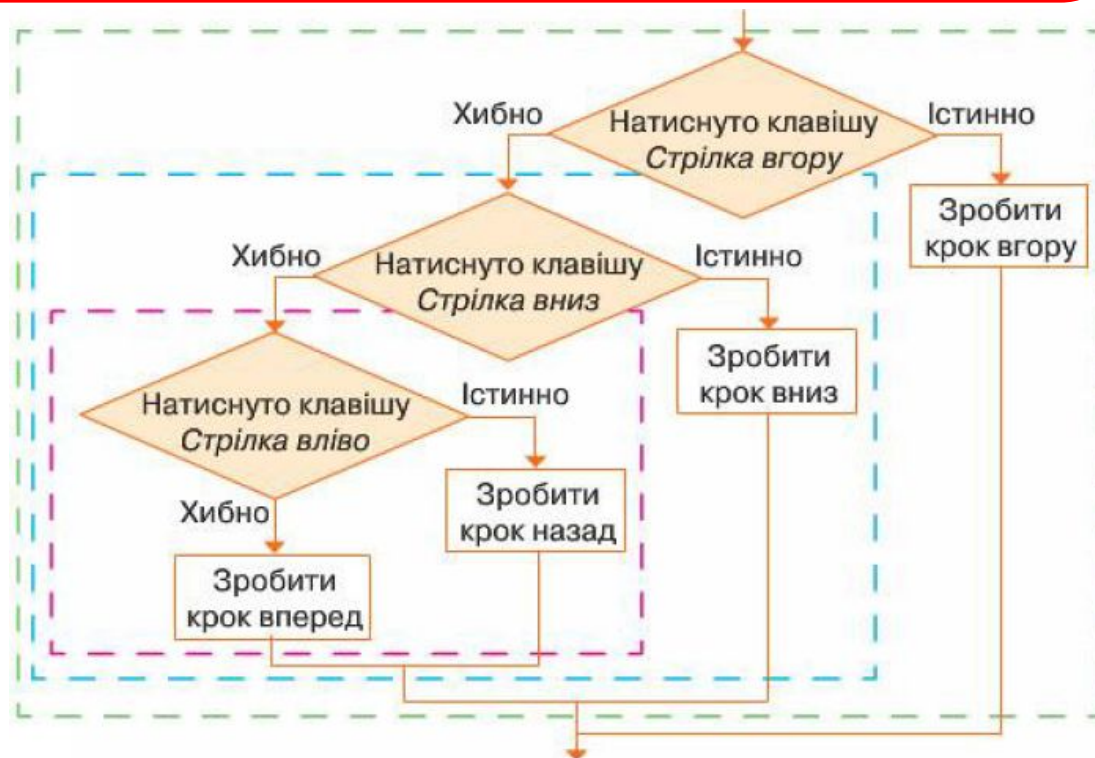 Хибно
Натиснуто клавішу
Стрілка вгору
Істинно
Зробити
крок вгору
Хибно
Натиснуто клавішу
Стрілка вниз
Істинно
Зробити
крок вниз
Натиснуто клавішу
Стрілка вліво
Істинно
Зробити
крок назад
Хибно
Зробити
крок вперед